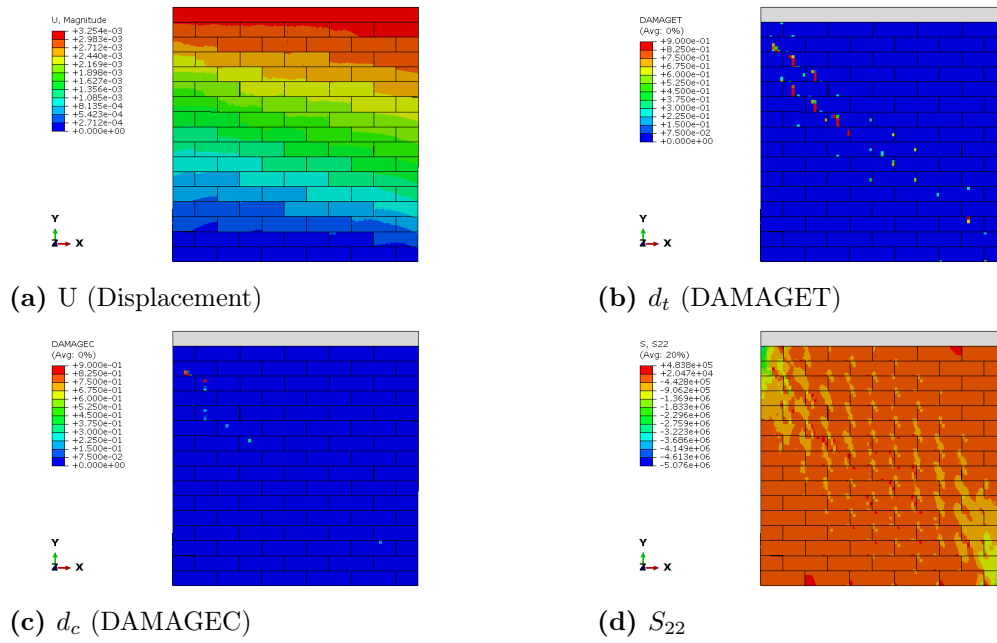 U, Magnitude
+3.254e-03
+2.983e-03
+2.712e-03
+2.440e-03
+2.169e-03
+1.898e-03
+1.627e-03
+1.356e-03
+1.085e-03
+8.135e-04
+5.423e-04
+2.712e-04
+0.000e+00
Y
Z X
(a) U (Displacement)
DAMAGET
(Avg: 0%)
+9.000e-01
+8.250e-01
+7.500e-01
+6.750e-01
+6.000e-01
+5.250e-01
+4.500e-01
+3.750e-01
+3.000e-01
+2.250e-01
+1.500e-01
+7.500e-02
+0.000e+00
Y
Z X
(b) dt (DAMAGET)
DAMAGEC
(Avg: 0%)
+9.000e-01
+8.250e-01
+7.500e-01
+6.750e-01
+6.000e-01
+5.250e-01
+4.500e-01
+3.750e-01
+3.000e-01
+2.250e-01
+1.500e-01
+7.500e-02
+0.000e+00
Y
Z X
(c) dc (DAMAGEC)
S, S22
(Avg: 20%)
+4.838e+05
+2.047e+04
-4.428e+05
-9.062e+05
-1.369e+06
-1.833e+06
-2.296e+06
-2.759e+06
-3.223e+06
-3.686e+06
-4.149e+06
-4.613e+06
-5.076e+06
Y
Z X
(d) S22